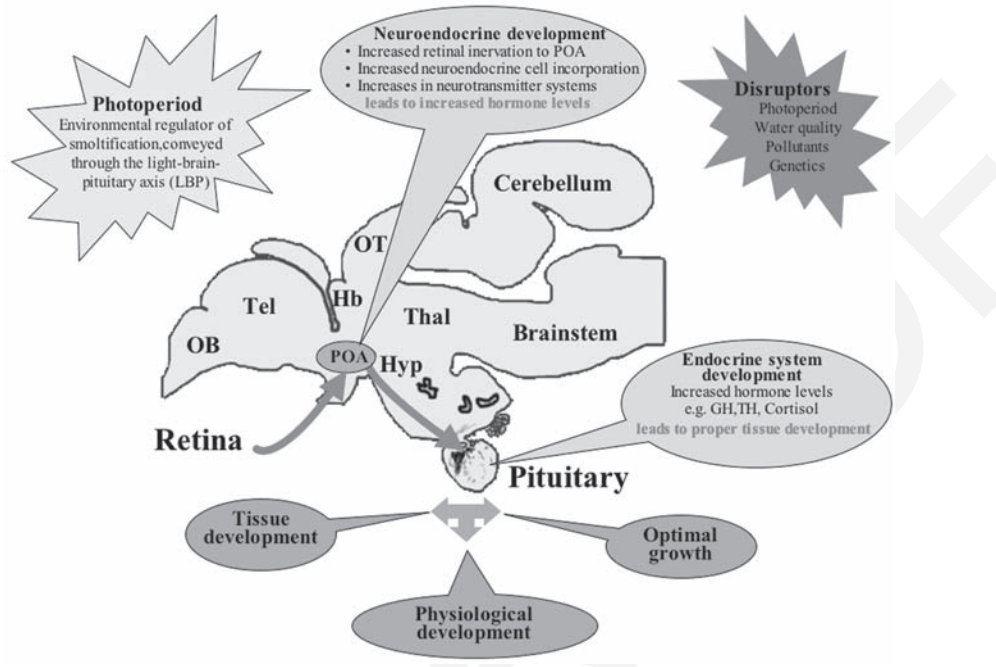 Photoperiod
Environmental regulator of
smoltification,conveyed
through the light-brain-
pituitary axis (LBP)
Neuroendocrine development
• Increased retinal inervation to POA
• Increased neuroendocrine cell incorporation
• Increases in neurotransmitter systems
leads to increased hormone levels
Disruptors
Photoperiod
Water quality
Pollutants
Genetics
Cerebellum
OT
Hb
Tel
Thal
Brainstem
OB
POA
Hyp
Endocrine system
development
Increased hormone levels
e.g. GH,TH, Cortisol
leads to proper tissue development
Retina
Pituitary
Tissue
development
Optimal
growth
Physiological
development